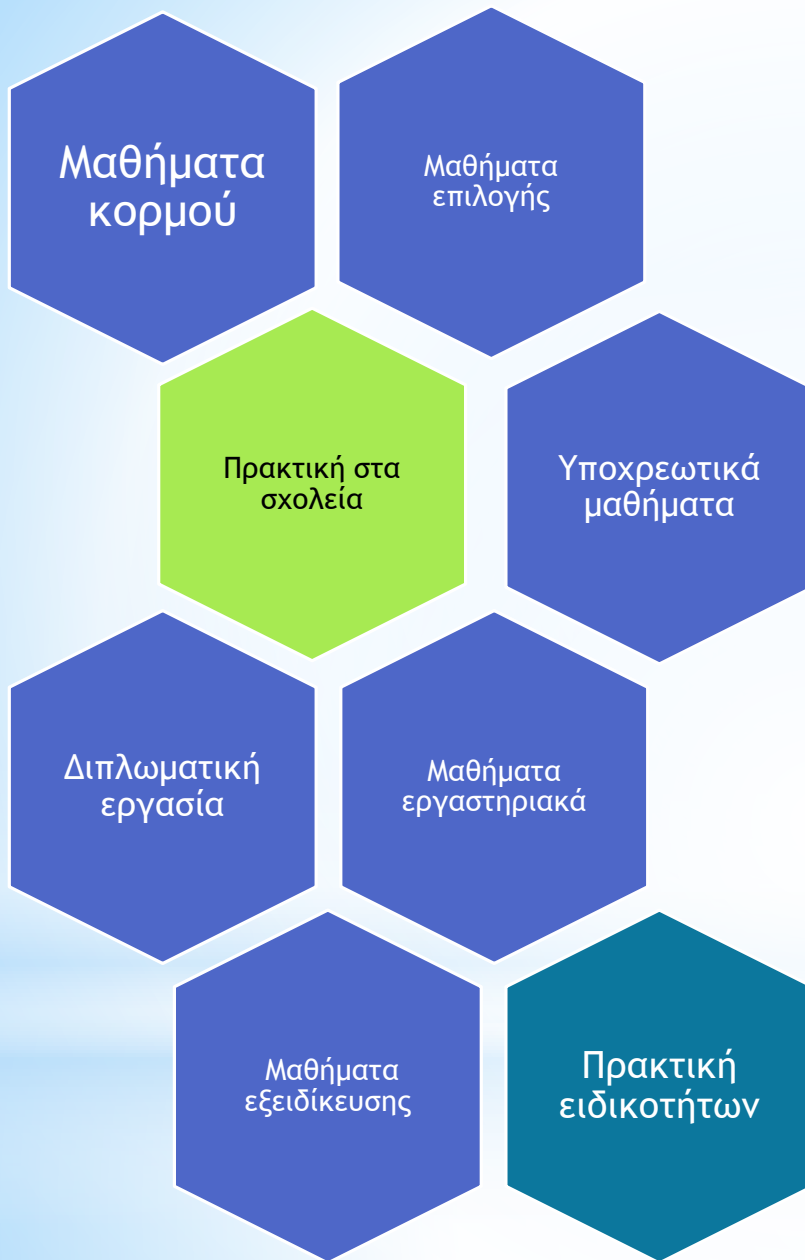 Μαθήματα
κορμού
Μαθήματα
επιλογής
Πρακτική στα
σχολεία
Υποχρεωτικά
μαθήματα
Διπλωματική
εργασία
Μαθήματα
εργαστηριακά
Μαθήματα
εξειδίκευσης
Πρακτική
ειδικοτήτων